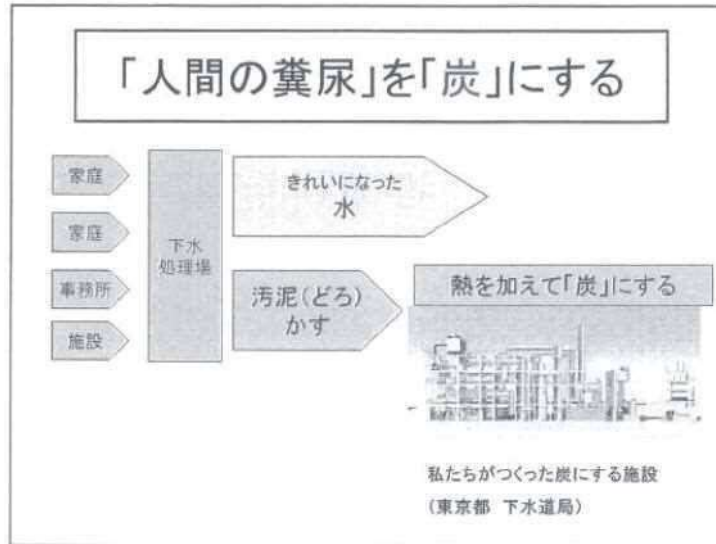 「人間の糞尿」を「炭」にする
家庭
家庭
事務所
施設
下水
処理場
きれいになった
水
汚泥(どろ)
かす
熱を加えて「炭」にする
私たちがつくった炭にする施設
(東京都 下水道局)